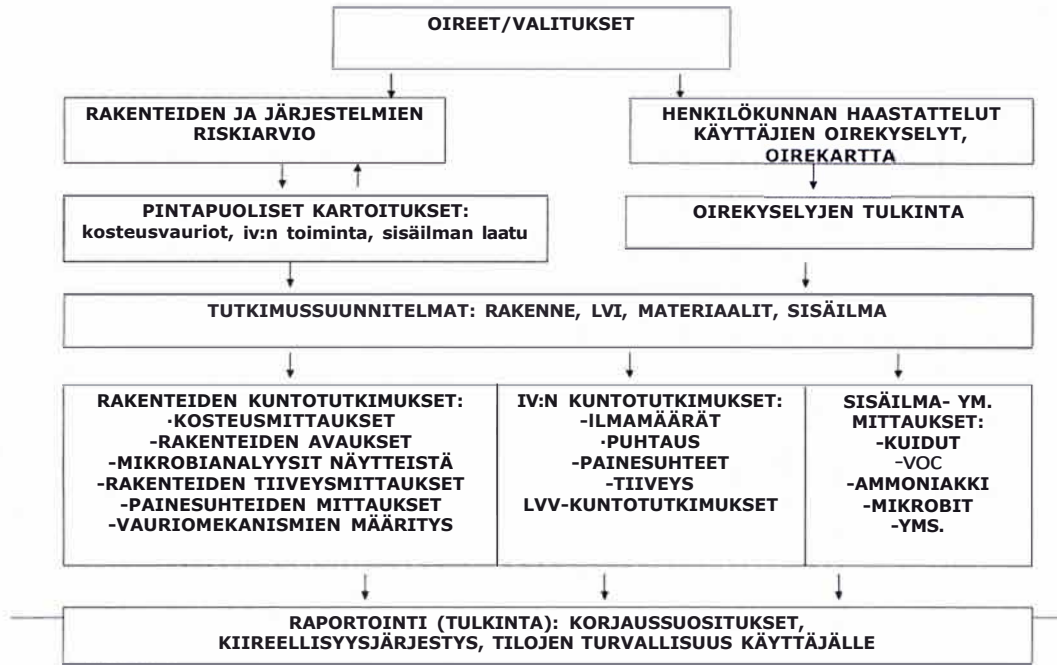 OIREET/VALITUKSET
RAKENTEIDEN JA JÄRJESTELMIEN
RISKIARVIO
HENKILÖKUNNAN HAASTATTELUT
KÄYTTÄJIEN OIREKYSELYT,
OIREKARTTA
PINTAPUOLISET KARTOITUKSET:
kosteusvauriot, iv:n toiminta, sisäilman laatu
OIREKYSELYJEN TULKINTA
TUTKIMUSSUUNNITELMAT: RAKENNE, LVI, MATERIAALIT, SISÄILMA
RAKENTEIDEN KUNTOTUTKIMUKSET:
·KOSTEUSMITTAUKSET
-RAKENTEIDEN AVAUKSET
-MIKROBIANALYYSIT NÄYTTEISTÄ
-RAKENTEIDEN TIIVEYSMITTAUKSET
-PAINESUHTEIDEN MITTAUKSET
-VAURIOMEKANISMIEN MÄÄRITYS
IV:N KUNTOTUTKIMUKSET:
-ILMAMÄÄRÄT
·PUHTAUS
-PAINESUHTEET
-TIIVEYS
LVV-KUNTOTUTKIMUKSET
SISÄILMA- YM.
MITTAUKSET:
-KUIDUT
-VOC
-AMMONIAKKI
-MIKROBIT
-YMS.
RAPORTOINTI (TULKINTA): KORJAUSSUOSITUKSET,
KIIREELLISYYSJÄRJESTYS, TILOJEN TURVALLISUUS KÄYTTÄJÄLLE